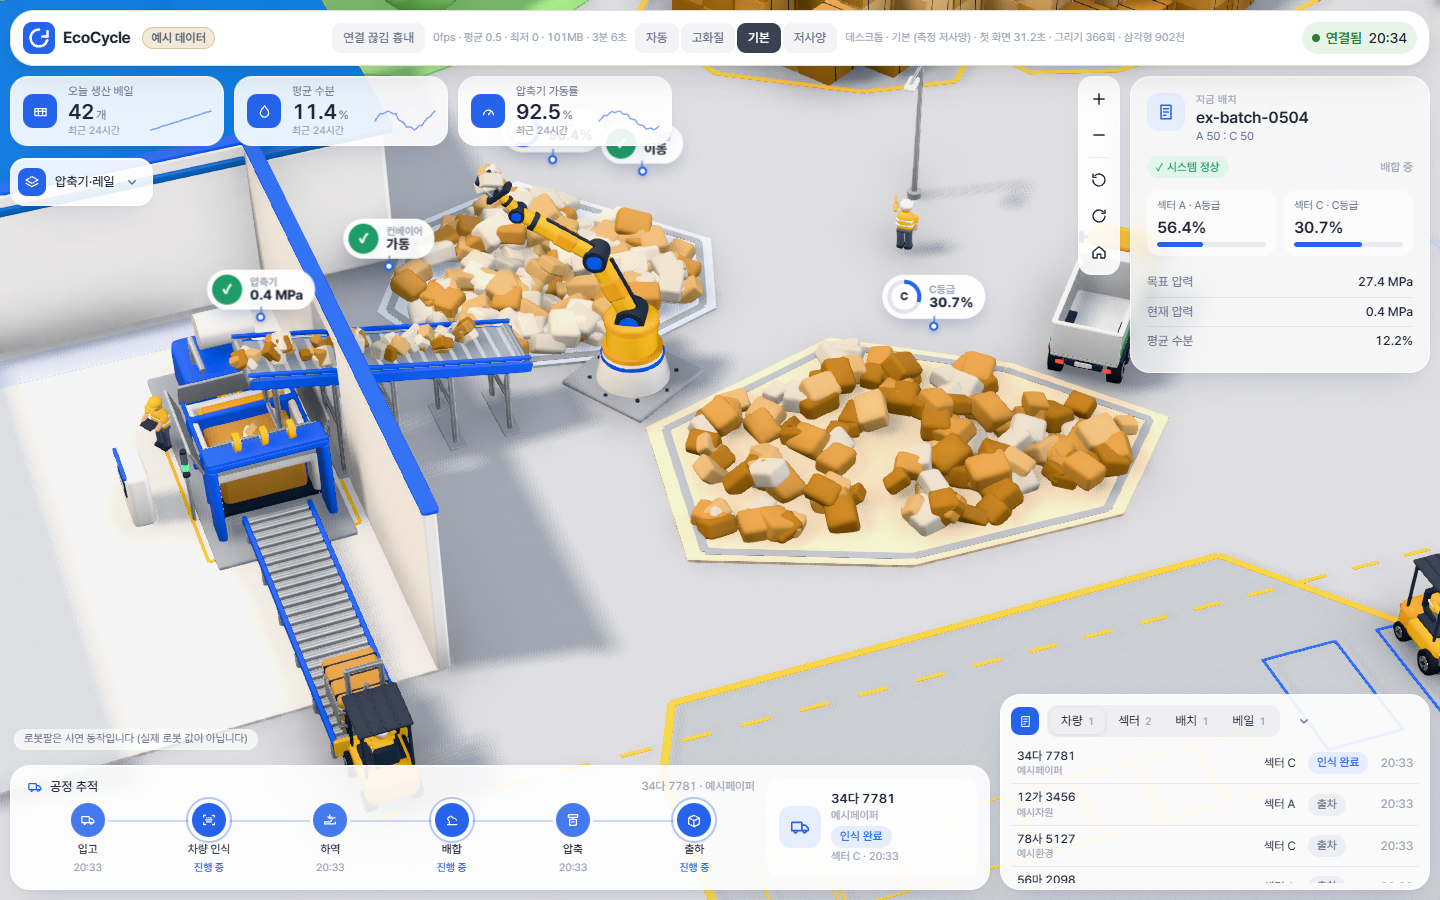 EcoCycle
예시 데이터
연결 끊김 흉내
0fps · 평균 0.5 · 최저 0 · 101MB · 3분 6초
자동
고화질
기본
저사양
데스크톱 · 기본 (측정 저사양) · 첫 화면 31.2초 · 그리기 366회 · 삼각형 902천
연결됨 20:34
오늘 생산 베일
42개
최근 24시간
평균 수분
11.4%
최근 24시간
압축기 가동률
92.5%
최근 24시간
이동
압축기·레일
컨베이어
가동
압축기
0.4 MPa
C
C등급
30.7%
지금 배치
ex-batch-0504
A 50 : C 50
✓ 시스템 정상
배합 중
섹터 A · A등급
56.4%
섹터 C · C등급
30.7%
목표 압력
27.4 MPa
현재 압력
0.4 MPa
평균 수분
12.2%
로봇팔은 시연 동작입니다 (실제 로봇 값이 아닙니다)
공정 추적
34다 7781 · 예시페이퍼
입고
20:33
차량 인식
진행 중
하역
20:33
배합
진행 중
압축
20:33
출하
진행 중
34다 7781
예시페이퍼
인식 완료
섹터 C · 20:33
차량 1
섹터 2
배치 1
베일 1
34다 7781
예시페이퍼
섹터 C
인식 완료
20:33
12가 3456
예시자원
섹터 A
출차
20:33
78사 5127
예시환경
섹터 C
출차
20:33
56마 2098